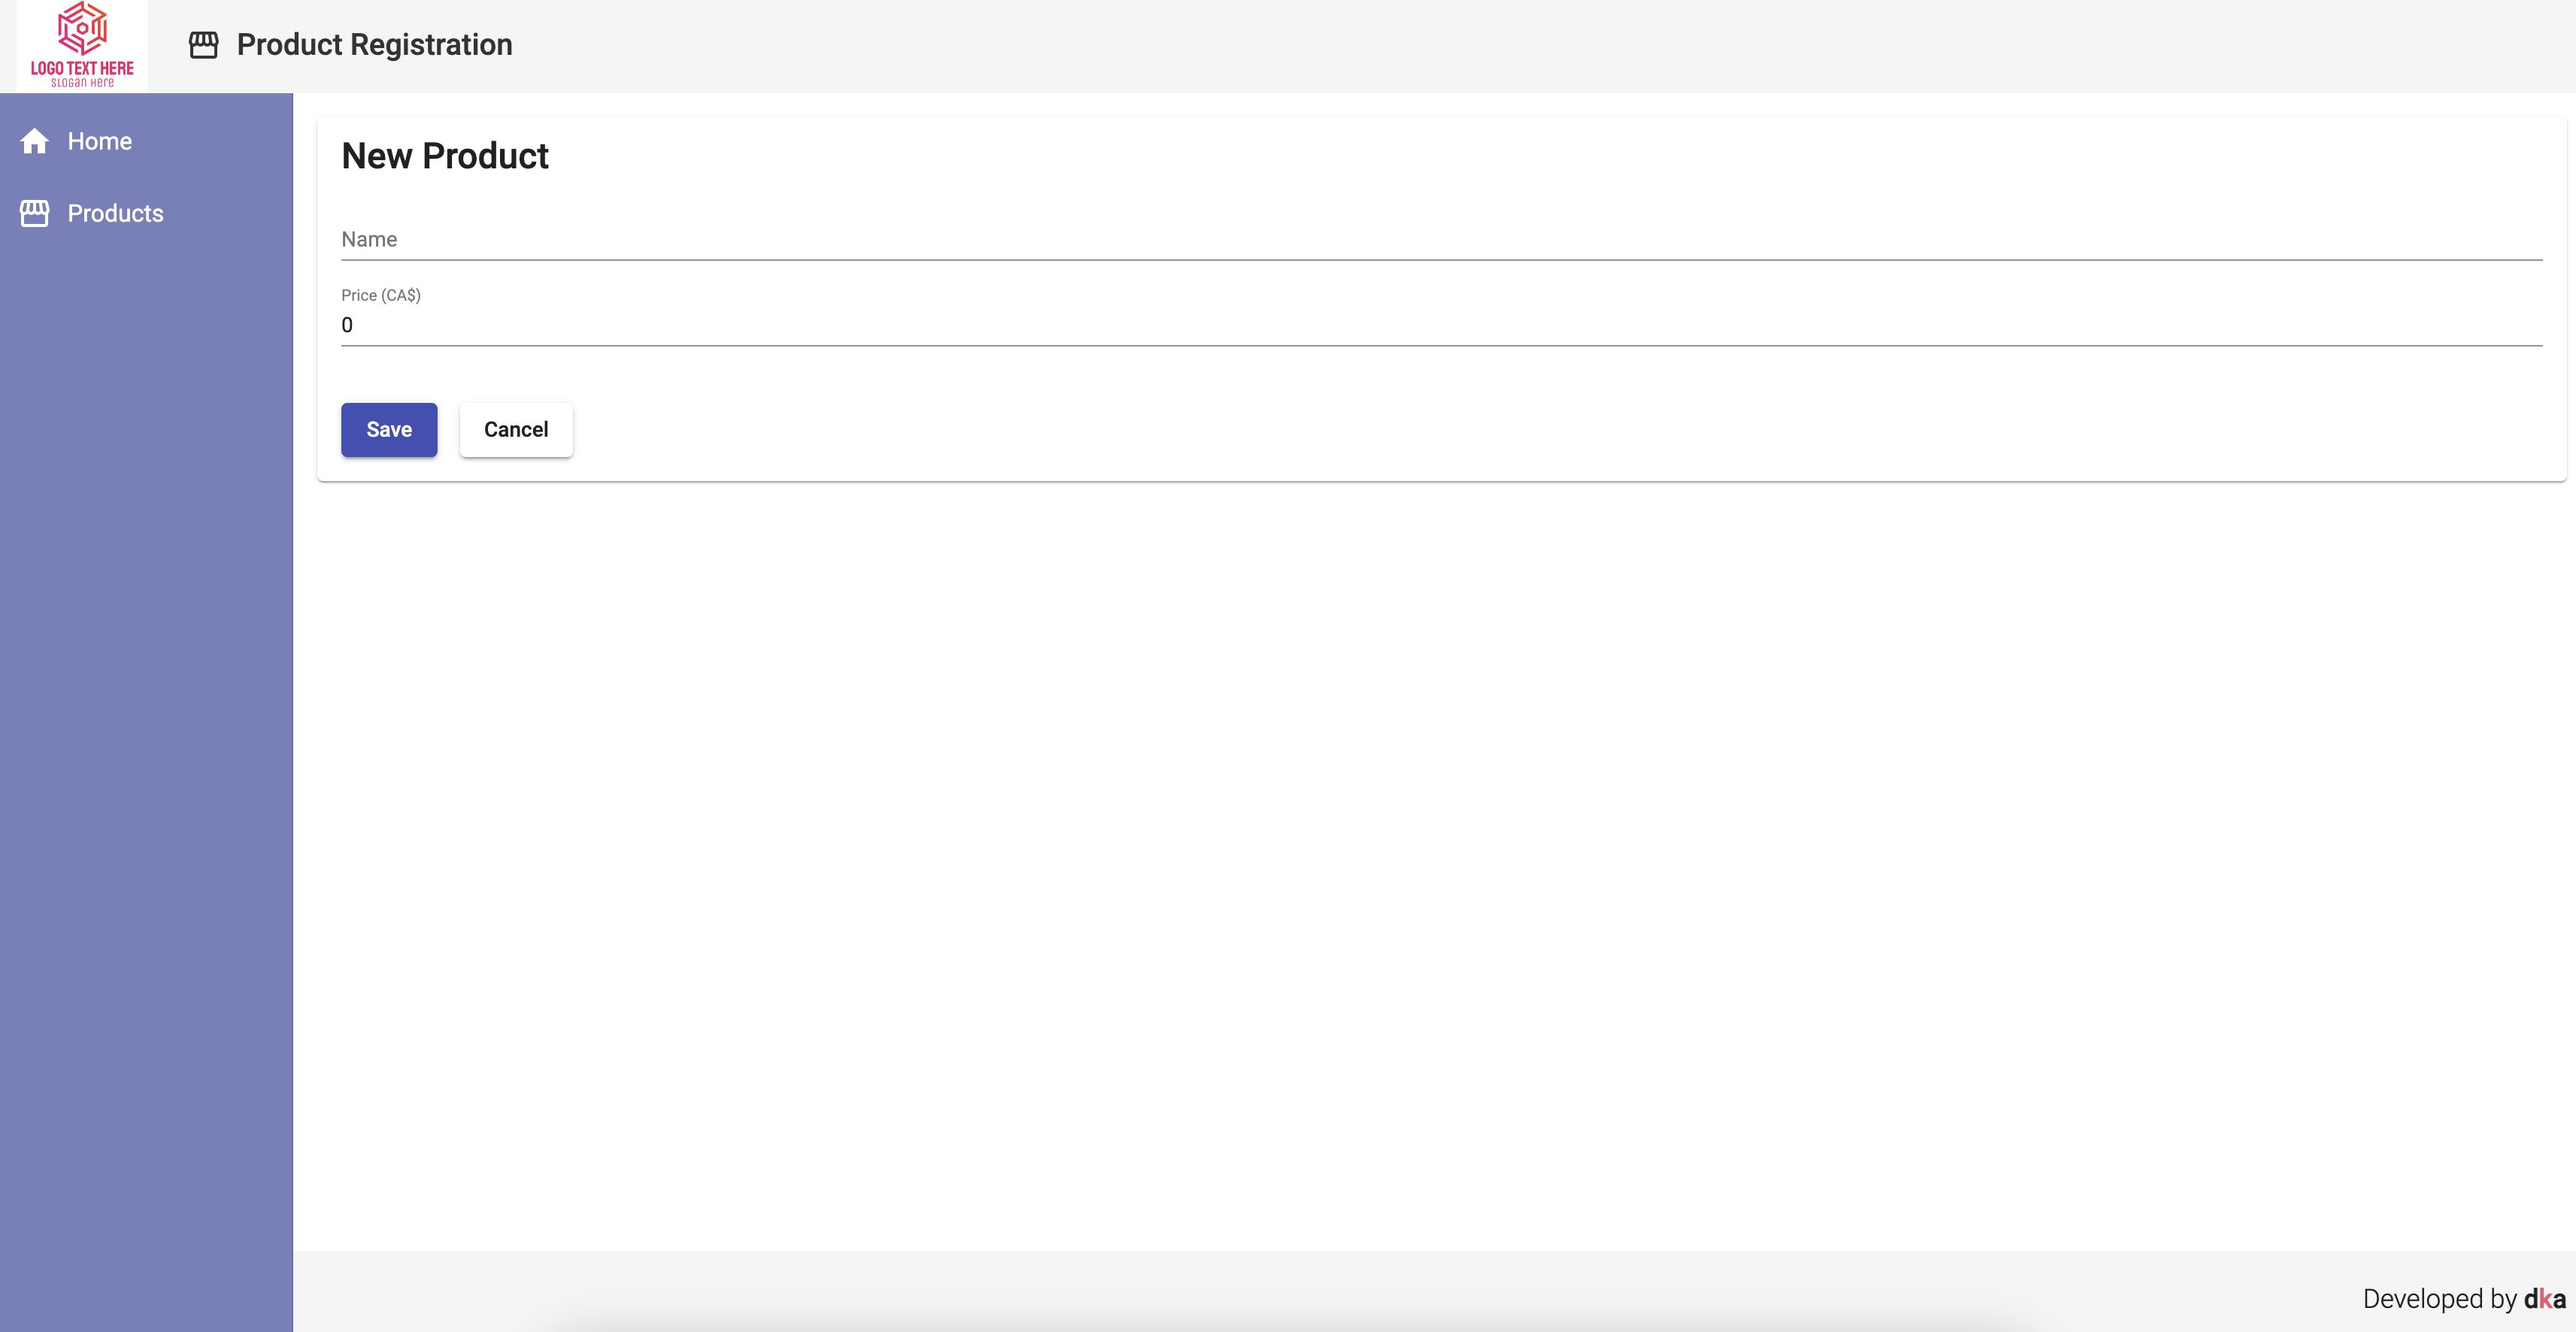 LOGO TEXT HERE
SLOGAN HERE
Product Registration
Home
Products
New Product
Name
Price (CA$)
0
Save
Cancel
Developed by dka